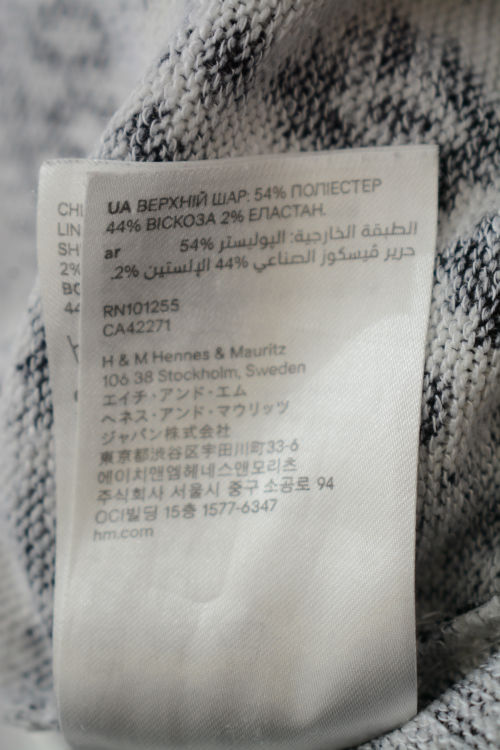 UA ВЕРХНІЙ ШАР: 54% ПОЛІЕСТЕР
44% ВІСКОЗА 2% ЕЛАСТАН.
ar الطبقة الخارجية: البوليستر 54%
حرير ڤيسكوز الصناعي 44% الإلستين 2%.
RN101255
CA42271
H & M Hennes & Mauritz
106 38 Stockholm, Sweden
エイチ・アンド・エム
ヘネス・アンド・マウリッツ
ジャパン株式会社
東京都渋谷区宇田川町33-6
에이치앤엠헤네스앤모리츠
주식회사 서울시 중구 소공로 94
OCI빌딩 15층 1577-6347
hm.com
LIN
2%
44